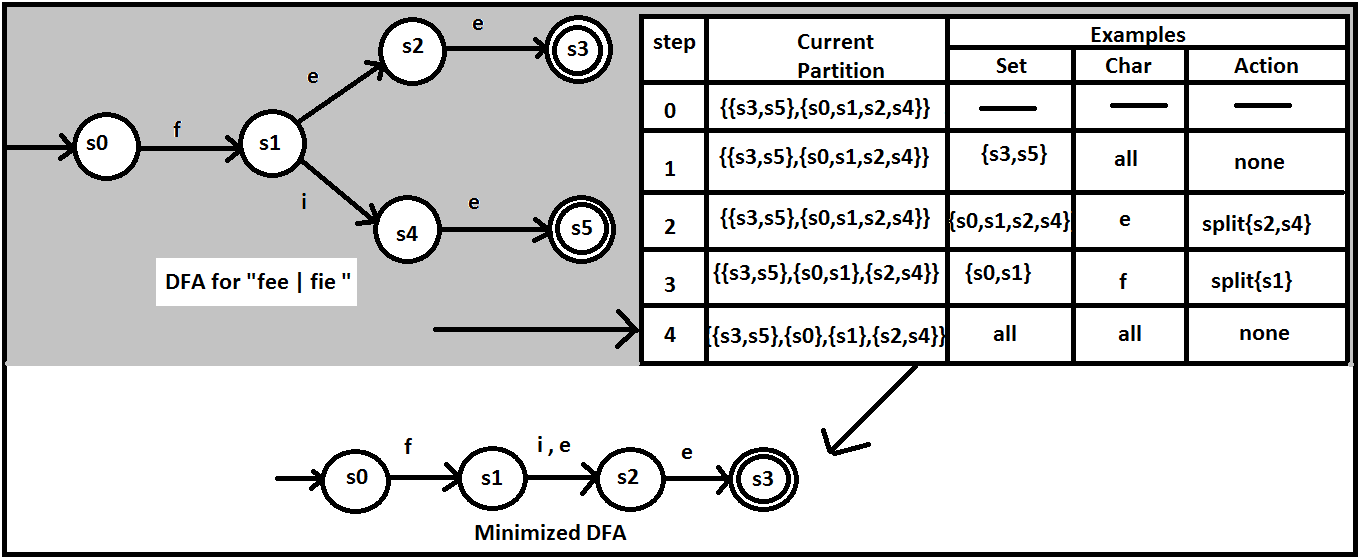 s0
f
s1
e
s2
e
s3
i
s4
e
s5
DFA for "fee | fie "
step
Current
Partition
Examples
Set
Char
Action
0
{{s3,s5},{s0,s1,s2,s4}}
1
{{s3,s5},{s0,s1,s2,s4}}
{s3,s5}
all
none
2
{{s3,s5},{s0,s1,s2,s4}}
{s0,s1,s2,s4}
e
split{s2,s4}
3
{{s3,s5},{s0,s1},{s2,s4}}
{s0,s1}
f
split{s1}
4
{{s3,s5},{s0},{s1},{s2,s4}}
all
all
none
s0
f
s1
i , e
s2
e
s3
Minimized DFA